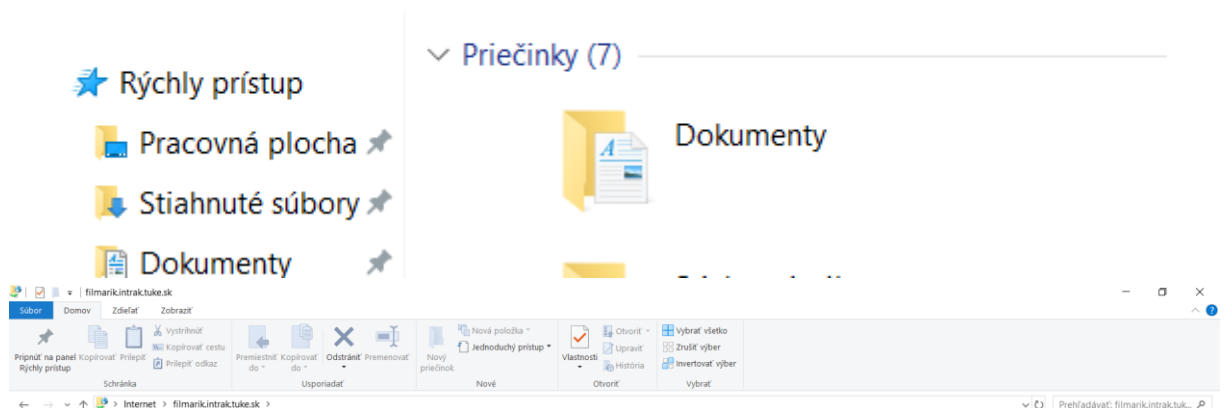 Priečinky (7)
Rýchly prístup
Dokumenty
Pracovná plocha
Stiahnuté súbory
Dokumenty
filmarik.intrak.tuke.sk
Súbor Domov Zdieľať Zobraziť
Pripnúť na panel Rýchly prístup
Kopírovať
Prilepiť
Vystrihnúť
Kopírovať cestu
Prilepiť odkaz
Premiestniť do
Kopírovať do
Odstrániť
Premenovať
Nový priečinok
Nová položka
Jednoduchý prístup
Vlastnosti
Otvoriť
Upraviť
História
Vybrať všetko
Zrušiť výber
Invertovať výber
Schránka Usporiadať Nové Otvoriť Vybrať
Internet > filmarik.intrak.tuke.sk >
Prehľadávať: filmarik.intrak.tuk...